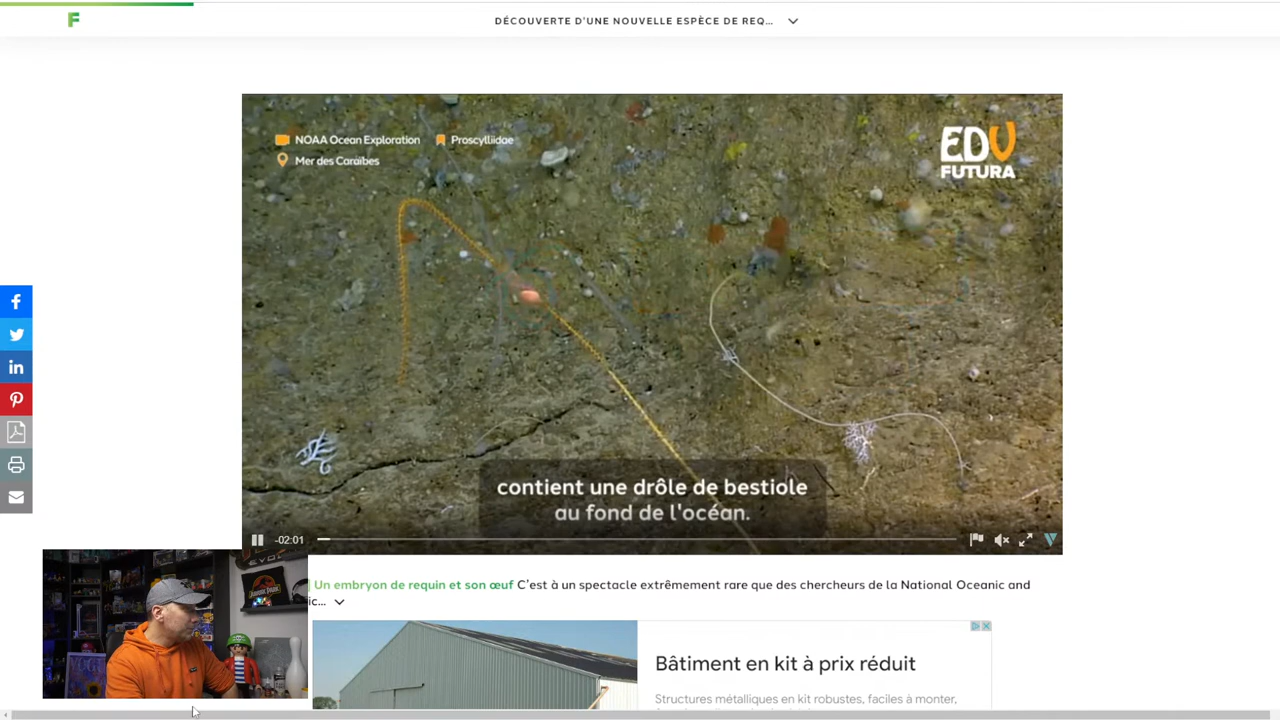 F
DÉCOUVERTE D'UNE NOUVELLE ESPÈCE DE REQ...
NOAA Ocean Exploration
Proscylliidae
Mer des Caraïbes
EDU
FUTURA
contient une drôle de bestiole
au fond de l'océan.
-02:01
Un embryon de requin et son œuf C'est à un spectacle extrêmement rare que des chercheurs de la National Oceanic and
ic...
Bâtiment en kit à prix réduit
Structures métalliques en kit robustes, faciles à monter,